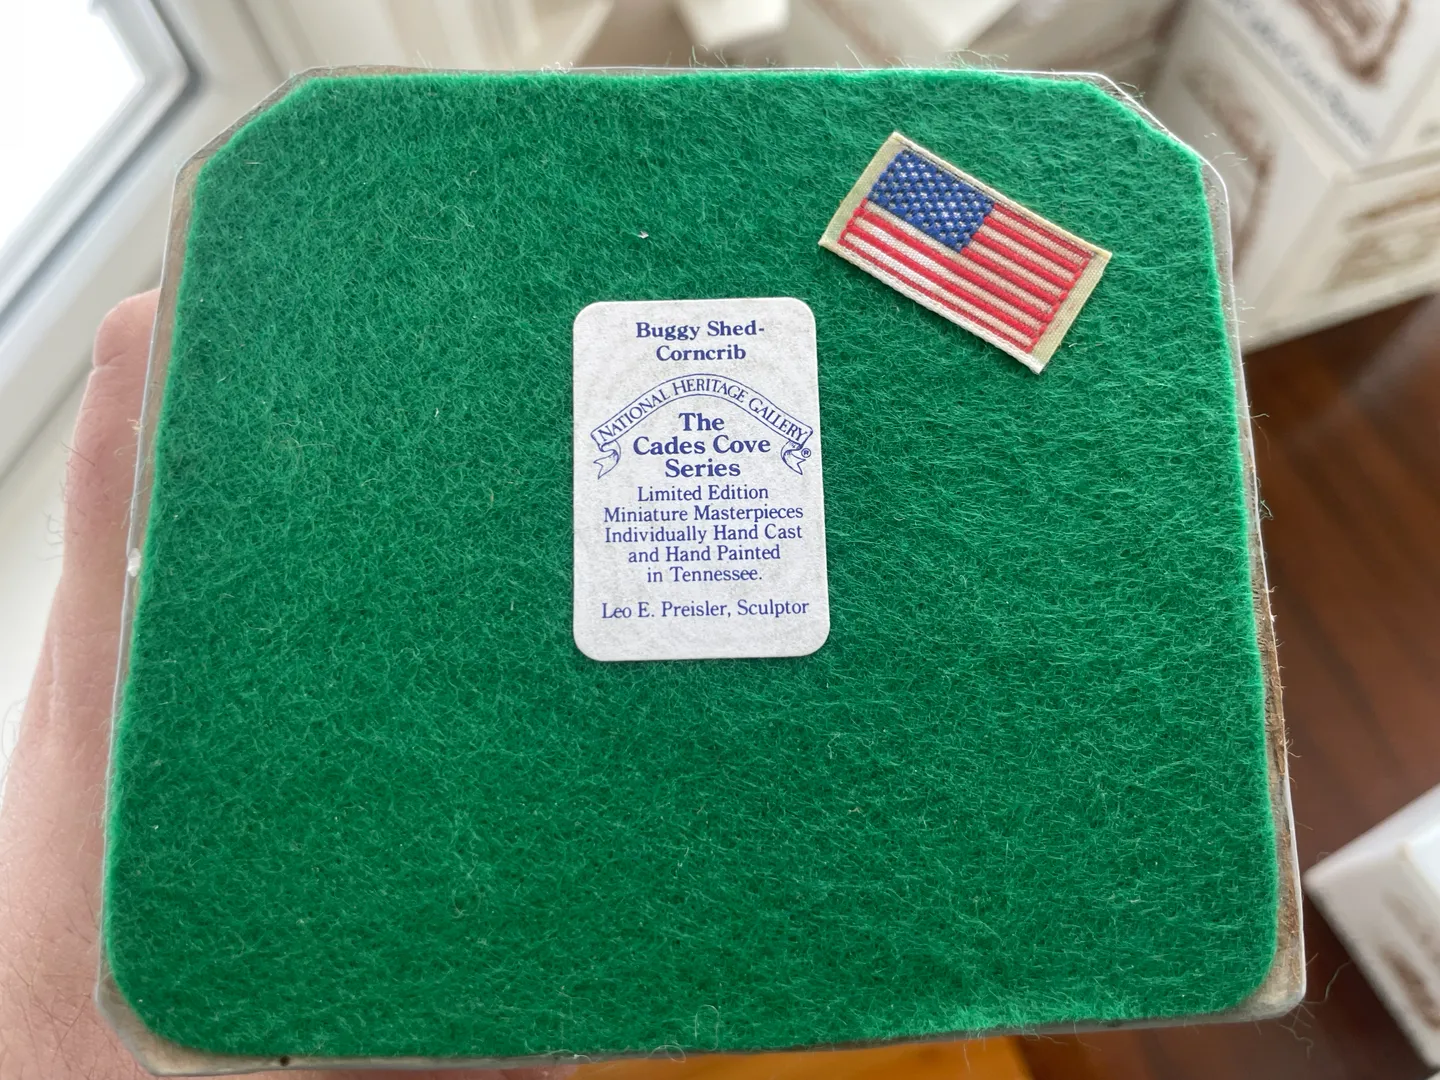 Buggy Shed-
Corncrib
NATIONAL HERITAGE GALLERY
®
The
Cades Cove
Series
Limited Edition
Miniature Masterpieces
Individually Hand Cast
and Hand Painted
in Tennessee.
Leo E. Preisler, Sculptor